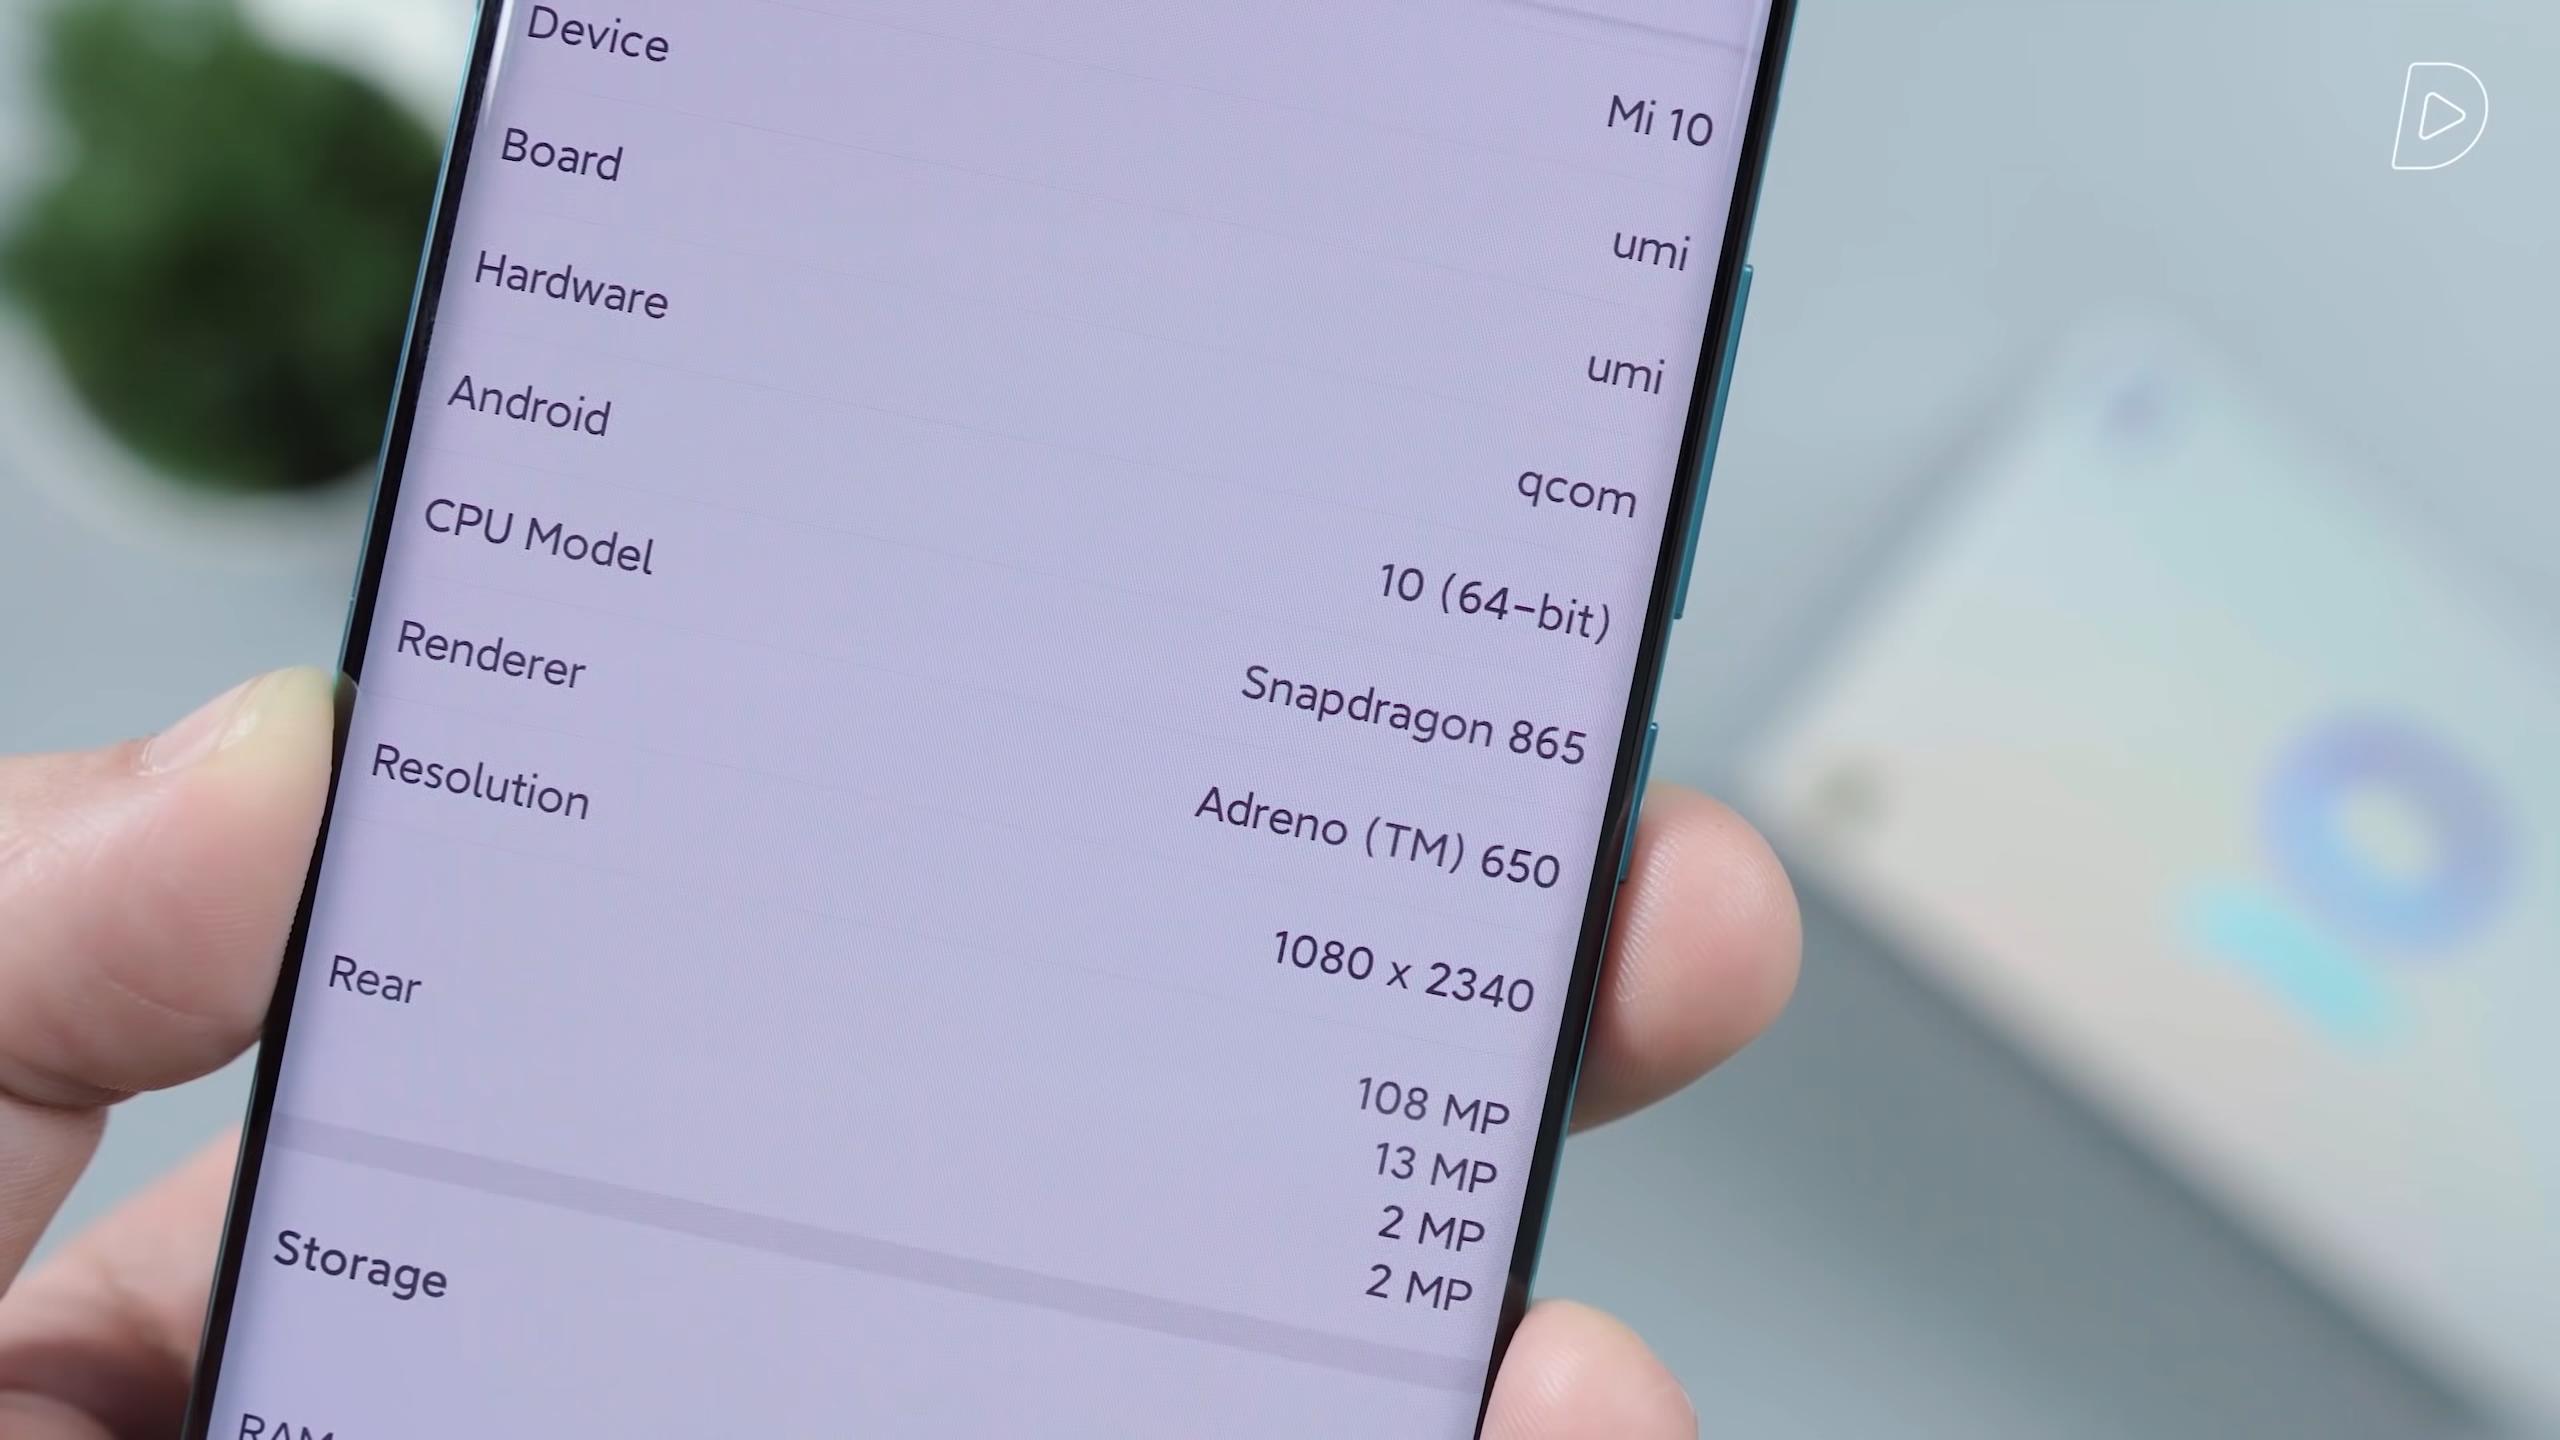 Mi 10
Device umi
Board umi
Hardware qcom
Android 10 (64-bit)
CPU Model Snapdragon 865
Renderer Adreno (TM) 650
Resolution 1080 x 2340
Rear 108 MP
13 MP
2 MP
2 MP
Storage
RAM